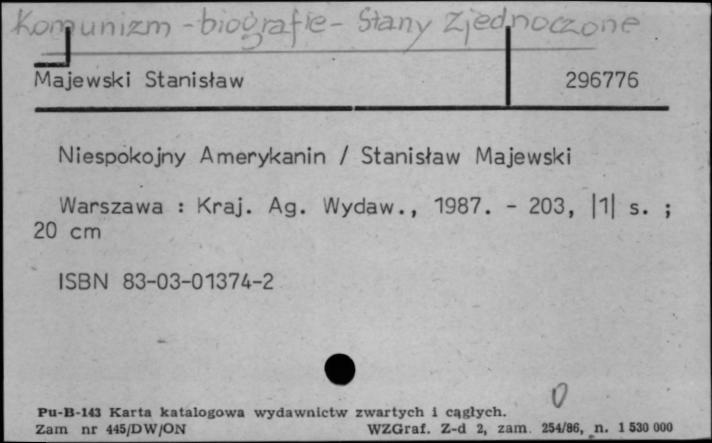 Komunizm - biografie - Stany Zjednoczone
Majewski Stanisław 296776
Niespokojny Amerykanin / Stanisław Majewski
Warszawa : Kraj. Ag. Wydaw., 1987. - 203, |1| s. ;
20 cm
ISBN 83-03-01374-2
0
Pu-B-143 Karta katalogowa wydawnictw zwartych i cągłych.
Zam nr 445/DW/ON WZGraf. Z-d 2, zam. 254/86, n. 1 530 000